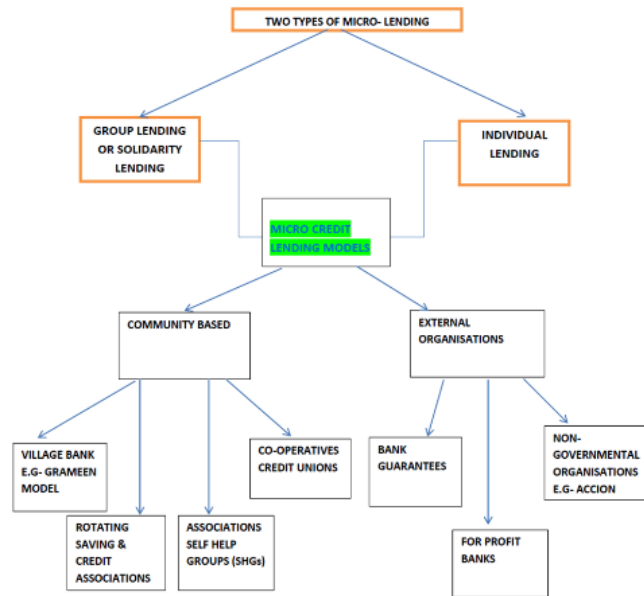 TWO TYPES OF MICRO- LENDING
GROUP LENDING
OR SOLIDARITY
LENDING
INDIVIDUAL
LENDING
MICRO CREDIT
LENDING MODELS
COMMUNITY BASED
EXTERNAL
ORGANISATIONS
VILLAGE BANK
E.G- GRAMEEN
MODEL
ROTATING
SAVING &
CREDIT
ASSOCIATIONS
ASSOCIATIONS
SELF HELP
GROUPS (SHGs)
CO-OPERATIVES
CREDIT UNIONS
BANK
GUARANTEES
FOR PROFIT
BANKS
NON-
GOVERNMENTAL
ORGANISATIONS
E.G- ACCION